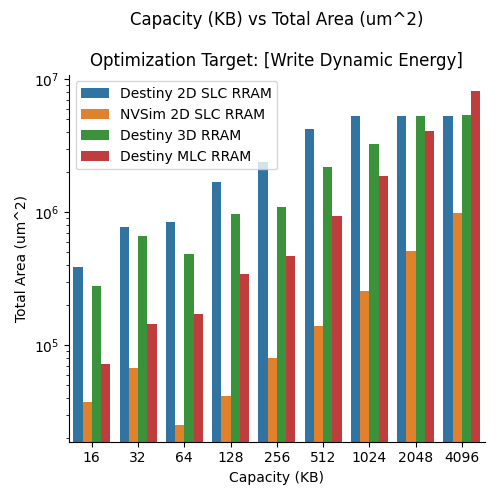 Capacity (KB) vs Total Area (um^2)
Optimization Target: [Write Dynamic Energy]
Destiny 2D SLC RRAM
NVSim 2D SLC RRAM
Destiny 3D RRAM
Destiny MLC RRAM
10^7
10^6
10^5
Total Area (um^2)
16 32 64 128 256 512 1024 2048 4096
Capacity (KB)